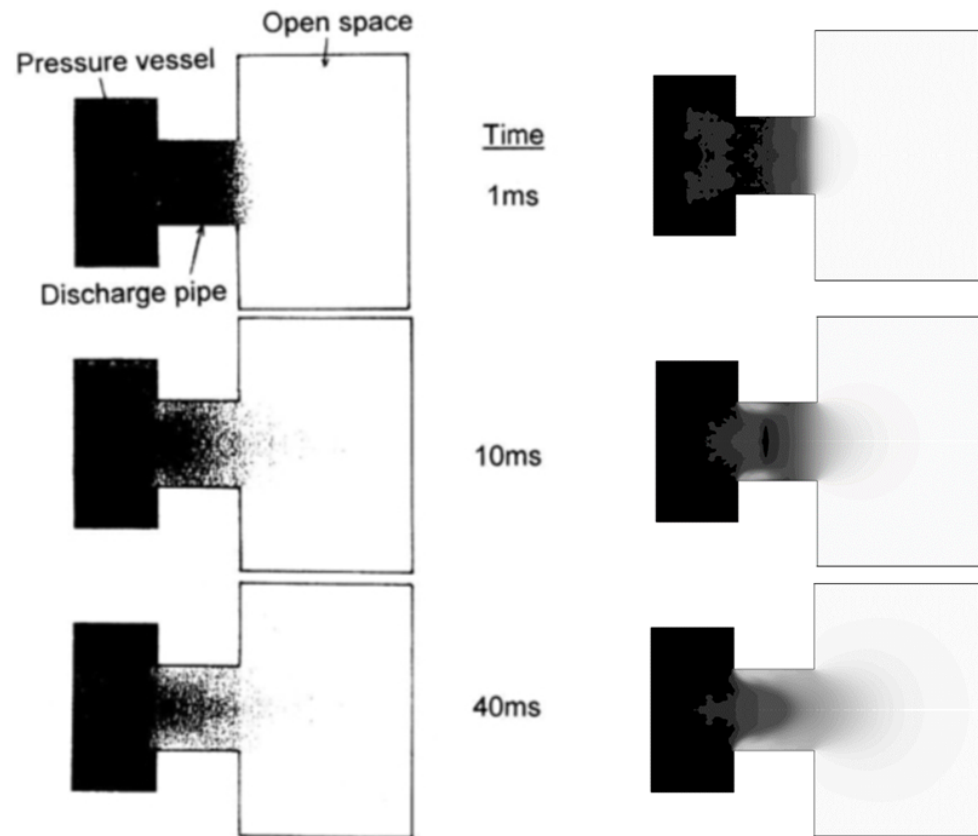 Open space
Pressure vessel
Time
1ms
Discharge pipe
10ms
40ms